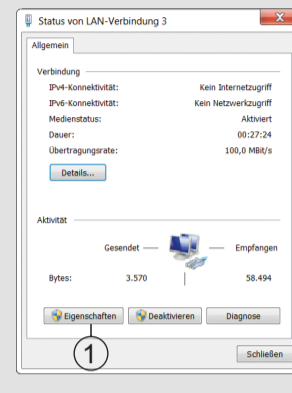 Status von LAN-Verbindung 3
Allgemein
Verbindung
IPv4-Konnektivität: Kein Internetzugriff
IPv6-Konnektivität: Kein Netzwerkzugriff
Medienstatus: Aktiviert
Dauer: 00:27:24
Übertragungsrate: 100,0 MBit/s
Details...
Aktivität
Gesendet Empfangen
Bytes: 3.570 58.494
Eigenschaften Deaktivieren Diagnose
1
Schließen